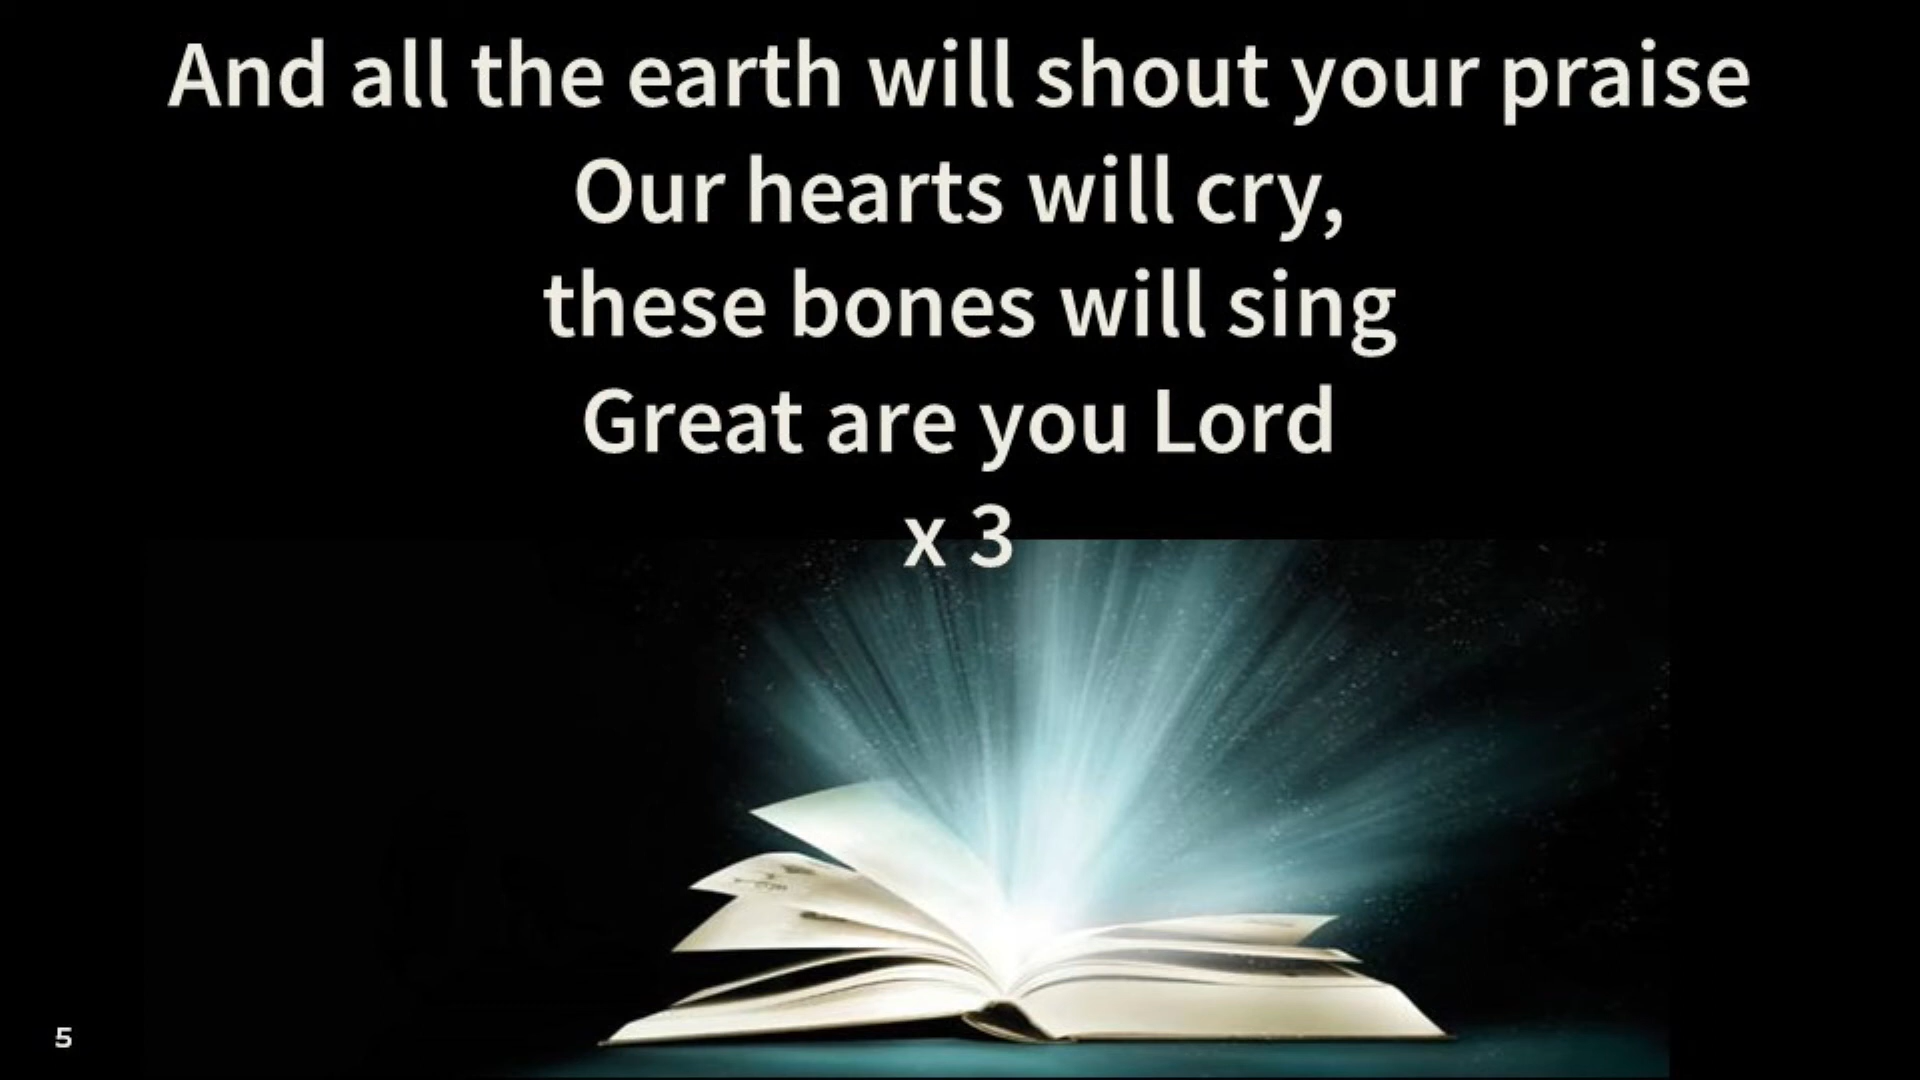 And all the earth will shout your praise
Our hearts will cry,
these bones will sing
Great are you Lord
x 3
5